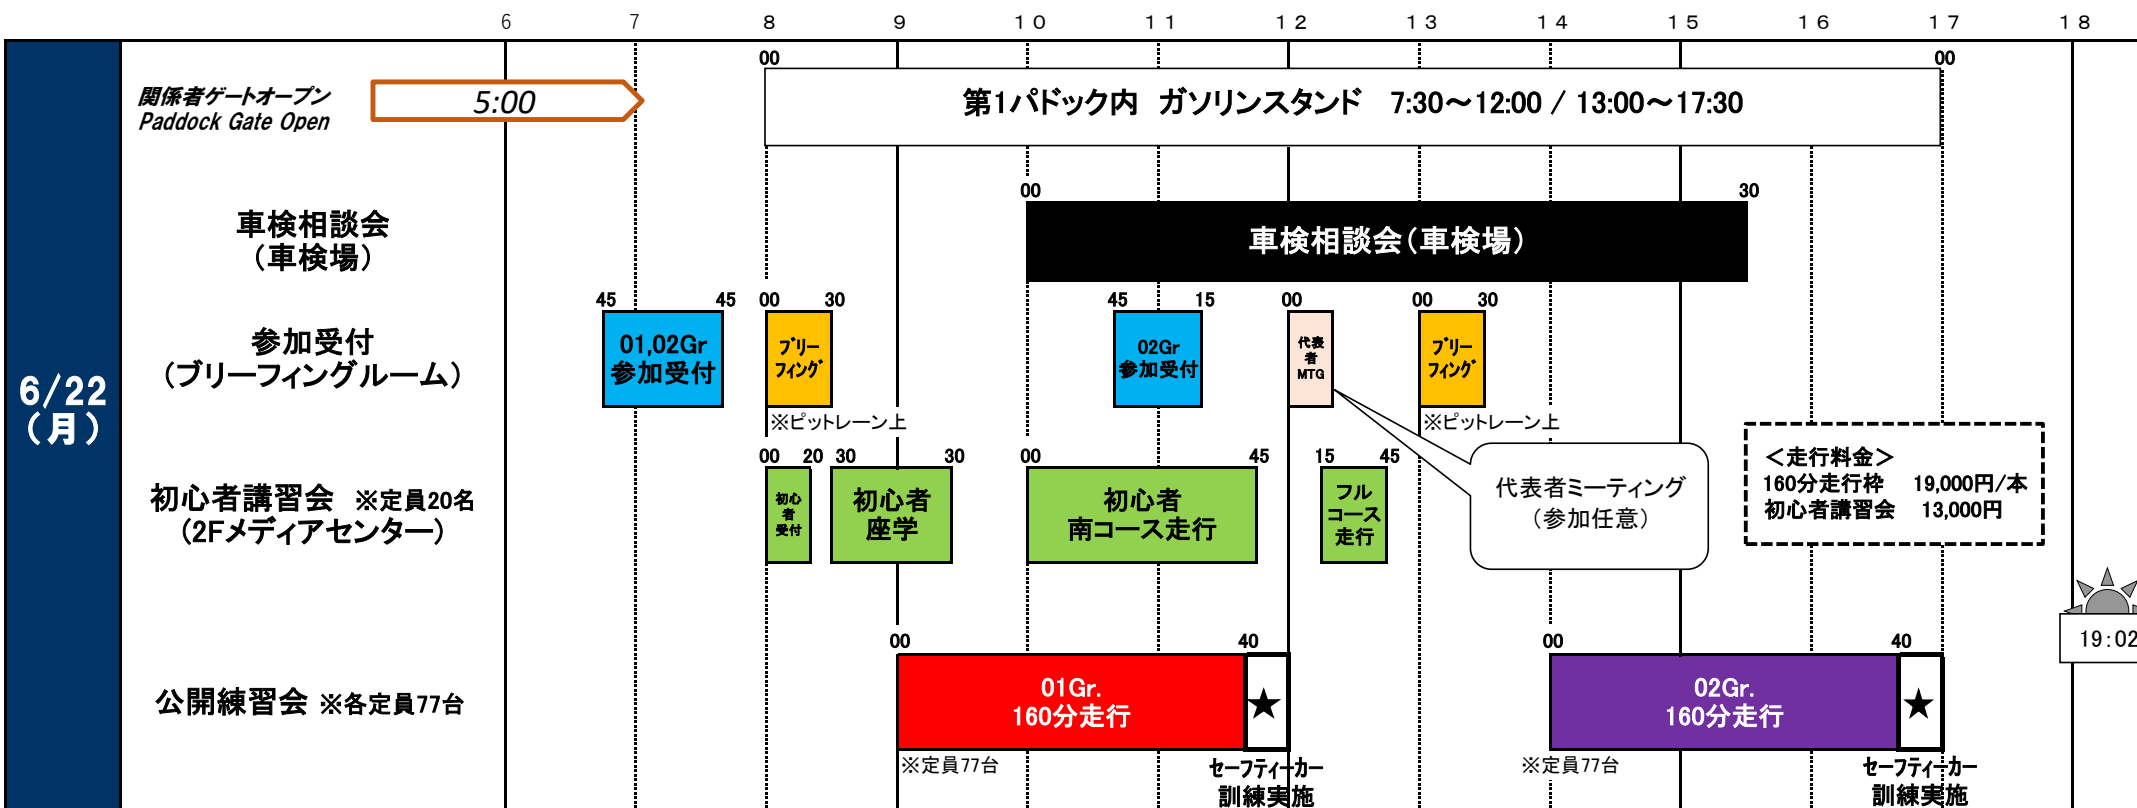 6 7 8 9 10 11 12 13 14 15 16 17 18
6/22
（月）
00 00
関係者ゲートオープン
Paddock Gate Open
5:00
第1パドック内　ガソリンスタンド　7:30～12:00 / 13:00～17:30
00 30
車検相談会
（車検場）
車検相談会（車検場）
45 45 00 30 45 15 00 00 30
参加受付
（ブリーフィングルーム）
01,02Gr
参加受付
ﾌﾞﾘｰ
ﾌｨﾝｸﾞ
02Gr
参加受付
代表
者
MTG
ﾌﾞﾘｰ
ﾌｨﾝｸﾞ
※ピットレーン上
※ピットレーン上
00 20 30 30 00 45 15 45
初心者講習会　※定員20名
（2Fメディアセンター）
初心
者
受付
初心者
座学
初心者
南コース走行
フル
コース
走行
代表者ミーティング
（参加任意）
＜走行料金＞
160分走行枠　19,000円/本
初心者講習会　13,000円
19:02
00 40 00 40
公開練習会 ※各定員77台
01Gr.
160分走行
★
02Gr.
160分走行
★
※定員77台
セーフティーカー
訓練実施
※定員77台
セーフティーカー
訓練実施